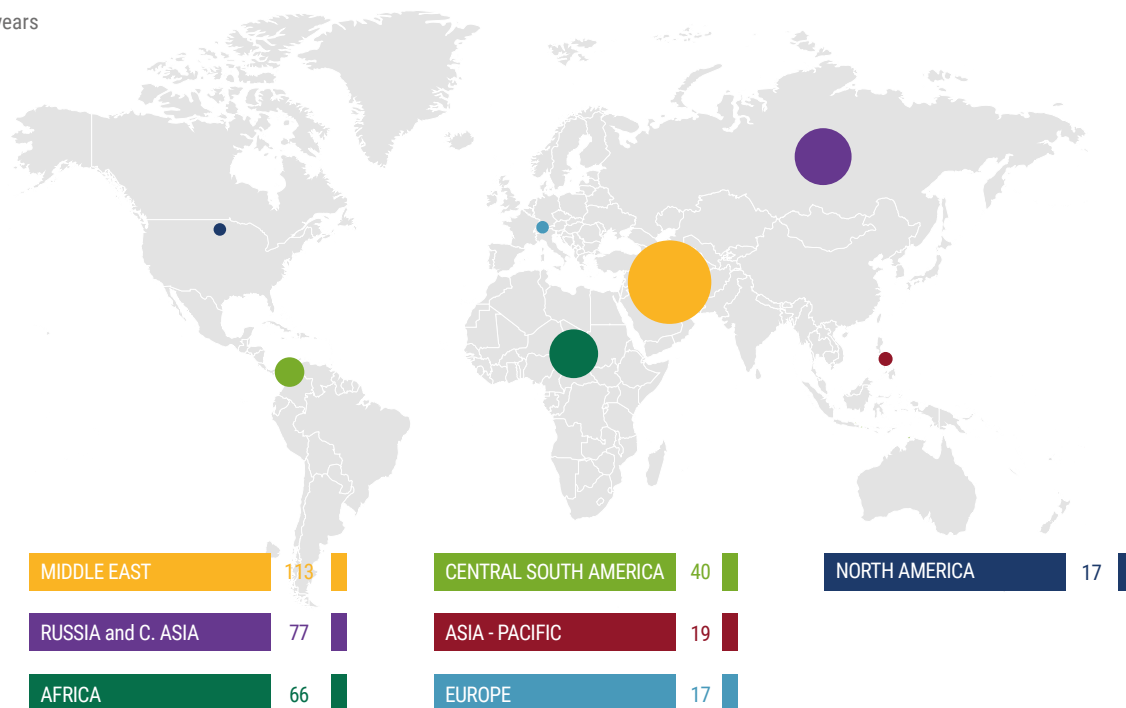 years
MIDDLE EAST 113
RUSSIA and C. ASIA 77
AFRICA 66
CENTRAL SOUTH AMERICA 40
ASIA - PACIFIC 19
EUROPE 17
NORTH AMERICA 17